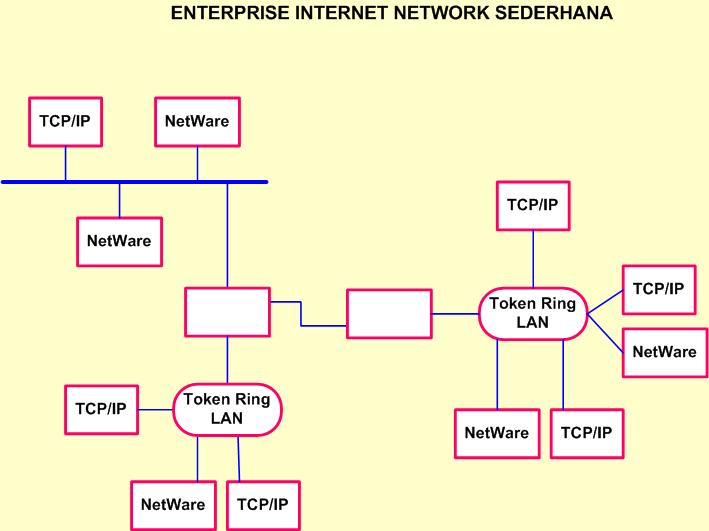 ENTERPRISE INTERNET NETWORK SEDERHANA
TCP/IP
NetWare
NetWare
TCP/IP
Token Ring
LAN
TCP/IP
NetWare
NetWare
TCP/IP
Token Ring
LAN
TCP/IP
NetWare
TCP/IP